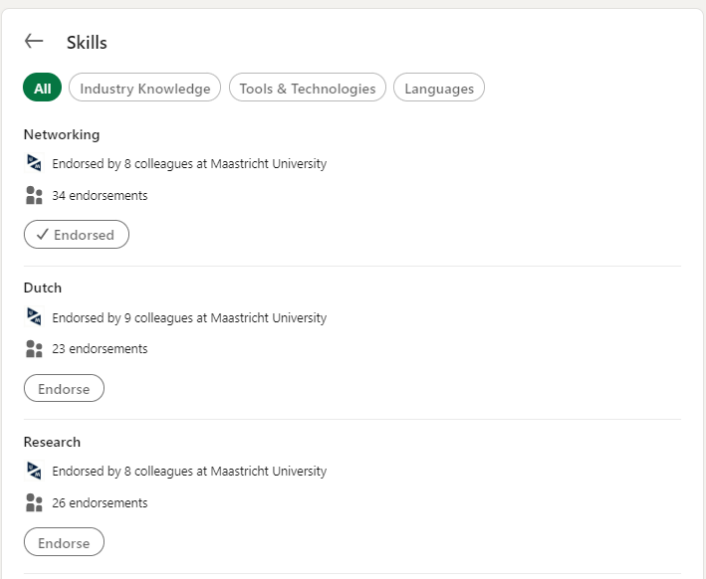 Skills
All Industry Knowledge Tools & Technologies Languages
Networking
Endorsed by 8 colleagues at Maastricht University
34 endorsements
✓ Endorsed
Dutch
Endorsed by 9 colleagues at Maastricht University
23 endorsements
Endorse
Research
Endorsed by 8 colleagues at Maastricht University
26 endorsements
Endorse